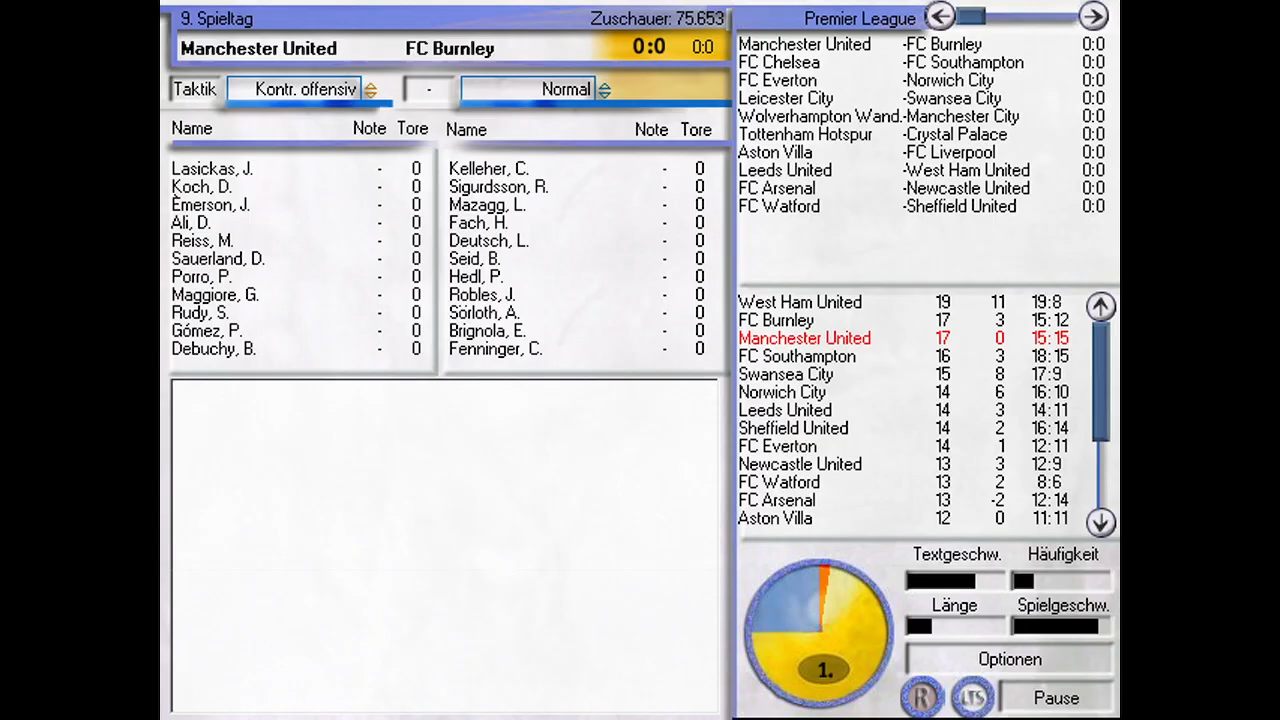 9. Spieltag Zuschauer: 75.653
Manchester United FC Burnley 0:0 0:0
Taktik Kontr. offensiv - Normal
Name Note Tore Name Note Tore
Lasickas, J. - 0 Kelleher, C. - 0
Koch, D. - 0 Sigurdsson, R. - 0
Èmerson, J. - 0 Mazagg, L. - 0
Ali, D. - 0 Fach, H. - 0
Reiss, M. - 0 Deutsch, L. - 0
Sauerland, D. - 0 Seid, B. - 0
Porro, P. - 0 Hedl, P. - 0
Maggiore, G. - 0 Robles, J. - 0
Rudy, S. - 0 Sörloth, A. - 0
Gómez, P. - 0 Brignola, E. - 0
Debuchy, B. - 0 Fenninger, C. - 0
Premier League
Manchester United -FC Burnley 0:0
FC Chelsea -FC Southampton 0:0
FC Everton -Norwich City 0:0
Leicester City -Swansea City 0:0
Wolverhampton Wand.-Manchester City 0:0
Tottenham Hotspur -Crystal Palace 0:0
Aston Villa -FC Liverpool 0:0
Leeds United -West Ham United 0:0
FC Arsenal -Newcastle United 0:0
FC Watford -Sheffield United 0:0
West Ham United 19 11 19:8
FC Burnley 17 3 15:12
Manchester United 17 0 15:15
FC Southampton 16 3 18:15
Swansea City 15 8 17:9
Norwich City 14 6 16:10
Leeds United 14 3 14:11
Sheffield United 14 2 16:14
FC Everton 14 1 12:11
Newcastle United 13 3 12:9
FC Watford 13 2 8:6
FC Arsenal 13 -2 12:14
Aston Villa 12 0 11:11
Textgeschw. Häufigkeit
Länge Spielgeschw.
1.
Optionen
R LTS Pause